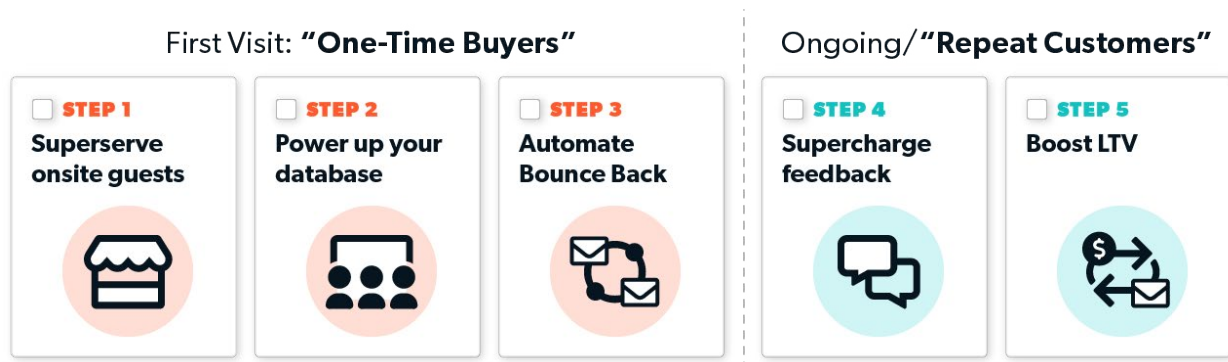 First Visit: “One-Time Buyers”
Ongoing/“Repeat Customers”
STEP 1
Superserve
onsite guests
STEP 2
Power up your
database
STEP 3
Automate
Bounce Back
STEP 4
Supercharge
feedback
STEP 5
Boost LTV
$